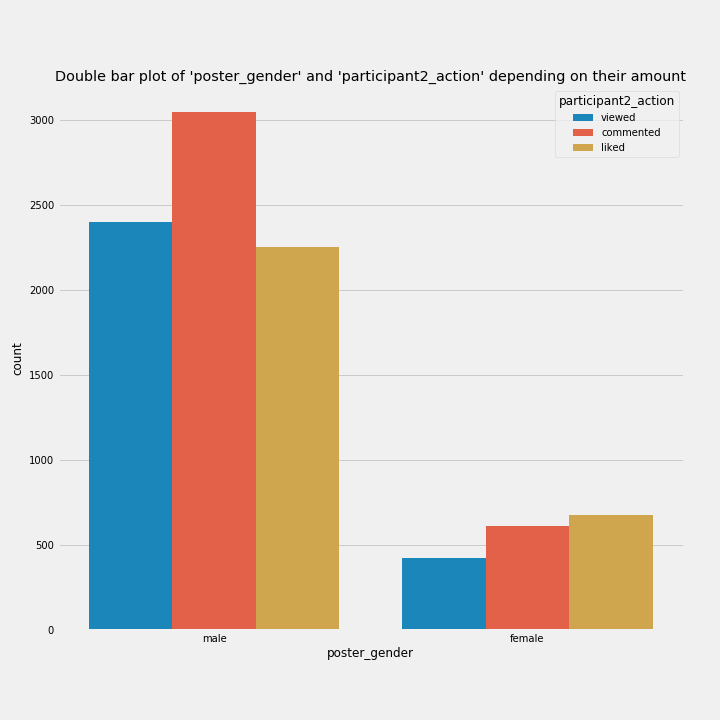 Double bar plot of 'poster_gender' and 'participant2_action' depending on their amount
participant2_action
viewed
commented
liked
3000
2500
2000
1500
1000
500
0
count
male
female
poster_gender